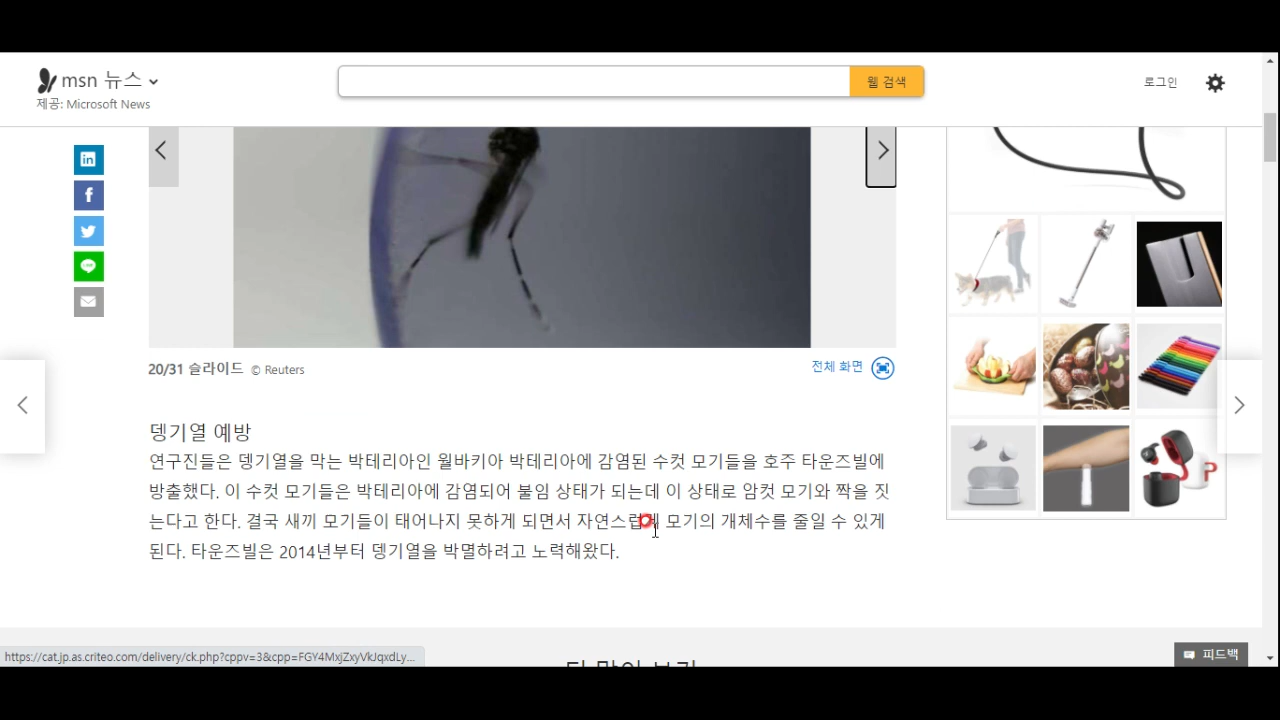 msn 뉴스
제공: Microsoft News
웹 검색
로그인
20/31 슬라이드 © Reuters
전체 화면
뎅기열 예방
연구진들은 뎅기열을 막는 박테리아인 월바키아 박테리아에 감염된 수컷 모기들을 호주 타운즈빌에
방출했다. 이 수컷 모기들은 박테리아에 감염되어 불임 상태가 되는데 이 상태로 암컷 모기와 짝을 짓
는다고 한다. 결국 새끼 모기들이 태어나지 못하게 되면서 자연스럽게 모기의 개체수를 줄일 수 있게
된다. 타운즈빌은 2014년부터 뎅기열을 박멸하려고 노력해왔다.
https://cat.jp.as.criteo.com/delivery/ck.php?cppv=3&cpp=FGY4MxjZxyVkJqxdLy...
더 많이 보기
피드백